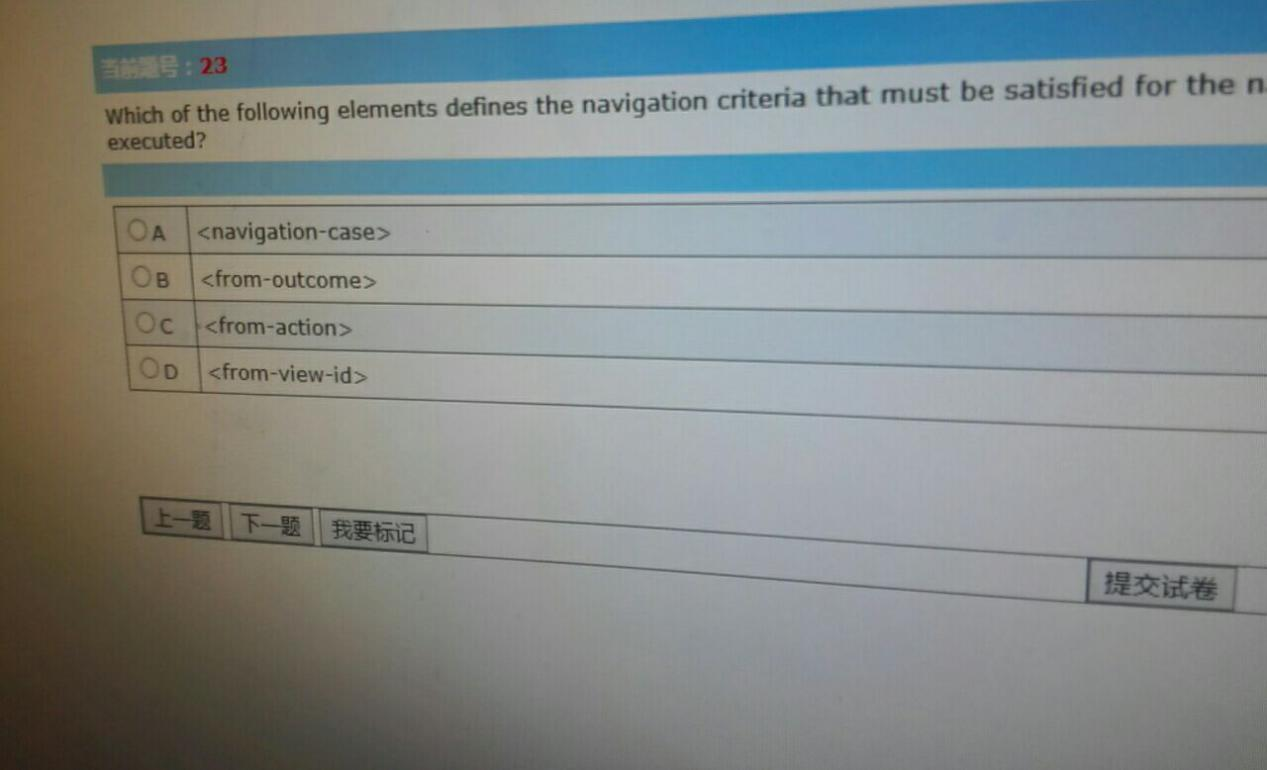 当前题号：23
Which of the following elements defines the navigation criteria that must be satisfied for the
executed?
A <navigation-case>
B <from-outcome>
C <from-action>
D <from-view-id>
上一题 下一题 我要标记
提交试卷